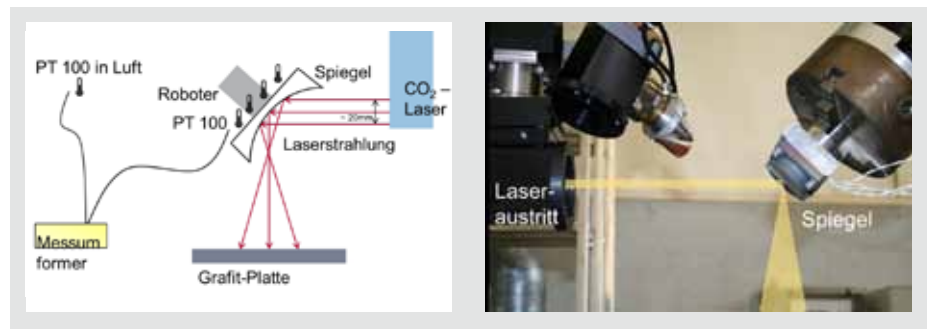 PT 100 in Luft
Roboter
PT 100
Spiegel
CO₂ –
Laser
~ 20mm
Laserstrahlung
Messum
former
Grafit-Platte
Laser-
austritt
Spiegel